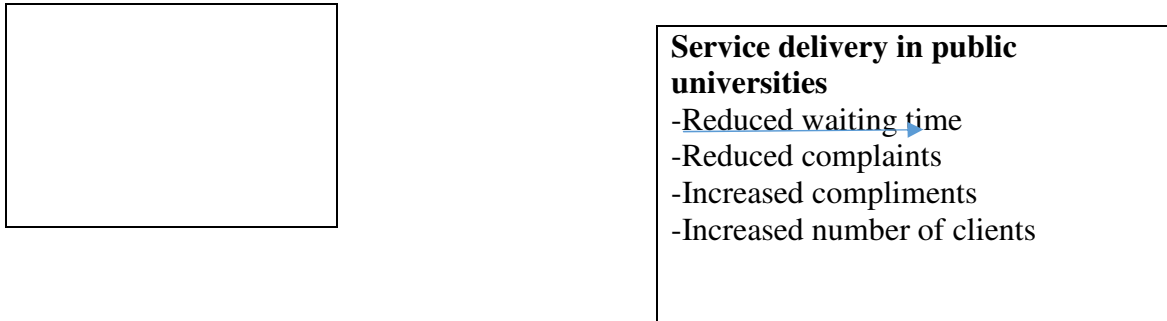 Service delivery in public
universities
-Reduced waiting time
-Reduced complaints
-Increased compliments
-Increased number of clients